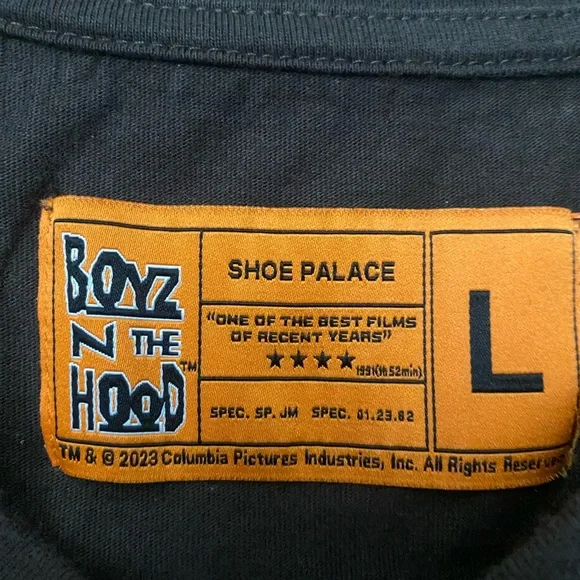 BOYZ
N THE
HOOD™
SHOE PALACE
"ONE OF THE BEST FILMS
OF RECENT YEARS"
★★★★ 1991(1h 52min)
SPEC. SP. JM SPEC. 01.23.82
L
TM & © 2023 Columbia Pictures Industries, Inc. All Rights Reserved